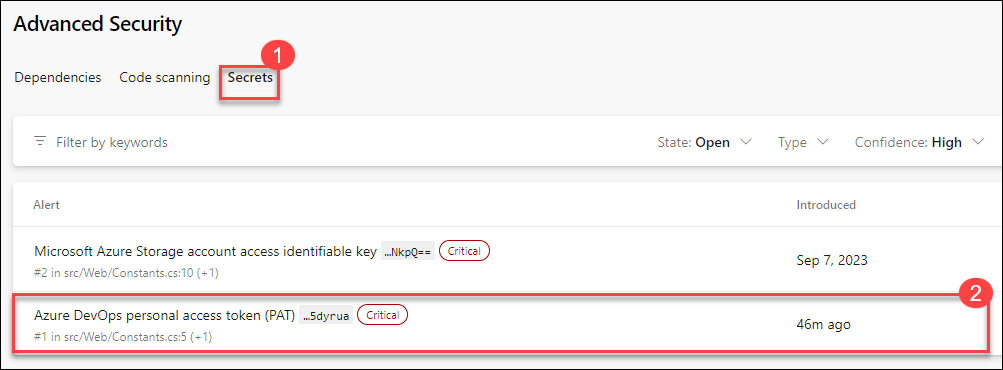 Advanced Security
1
Dependencies Code scanning Secrets
Filter by keywords State: Open Type Confidence: High
Alert Introduced
Microsoft Azure Storage account access identifiable key …NkpQ== Critical
Sep 7, 2023
#2 in src/Web/Constants.cs:10 (+1)
2
Azure DevOps personal access token (PAT) …5dyrua Critical
46m ago
#1 in src/Web/Constants.cs:5 (+1)